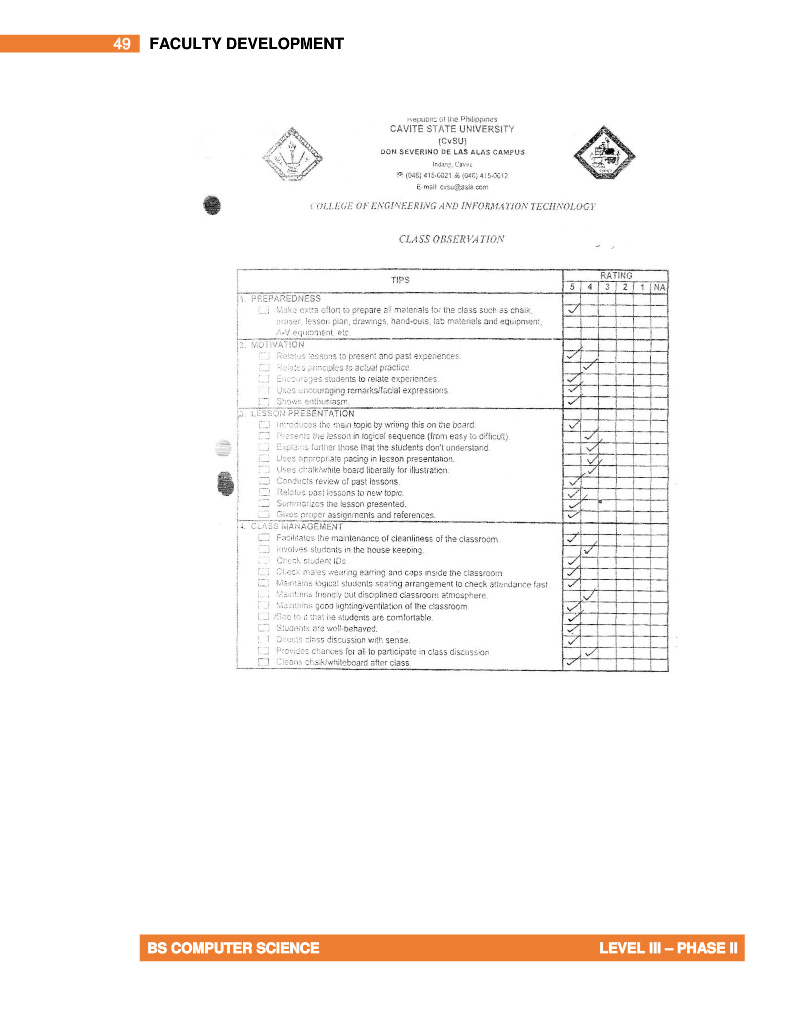 49 FACULTY DEVELOPMENT
Republic of the Philippines
CAVITE STATE UNIVERSITY
(CvSU)
DON SEVERINO DE LAS ALAS CAMPUS
Indang, Cavite
(046) 415-0021 & (046) 415-0012
E-mail: cvsu@asia.com
COLLEGE OF ENGINEERING AND INFORMATION TECHNOLOGY
CLASS OBSERVATION
TIPS RATING
5 4 3 2 1 NA
1. PREPAREDNESS
Make extra effort to prepare all materials for the class such as chalk,
eraser, lesson plan, drawings, hand-outs, lab materials and equipment,
A-V equipment, etc.
2. MOTIVATION
Relates lessons to present and past experiences.
Relates principles to actual practice.
Encourages students to relate experiences.
Uses encouraging remarks/facial expressions.
Shows enthusiasm.
3. LESSON PRESENTATION
Introduces the main topic by writing this on the board.
Presents the lesson in logical sequence (from easy to difficult).
Explains further those that the students don't understand.
Uses appropriate pacing in lesson presentation.
Uses chalk/white board liberally for illustration.
Conducts review of past lessons.
Relates past lessons to new topic.
Summarizes the lesson presented.
Gives proper assignments and references.
4. CLASS MANAGEMENT
Facilitates the maintenance of cleanliness of the classroom.
Involves students in the house keeping.
Check student IDs.
Check males wearing earring and caps inside the classroom.
Maintains logical students seating arrangement to check attendance fast.
Maintains friendly but disciplined classroom atmosphere.
Maintains good lighting/ventilation of the classroom.
See to it that the students are comfortable.
Students are well-behaved.
Directs class discussion with sense.
Provides chances for all to participate in class discussion
Cleans chalk/whiteboard after class.
BS COMPUTER SCIENCE LEVEL III – PHASE II